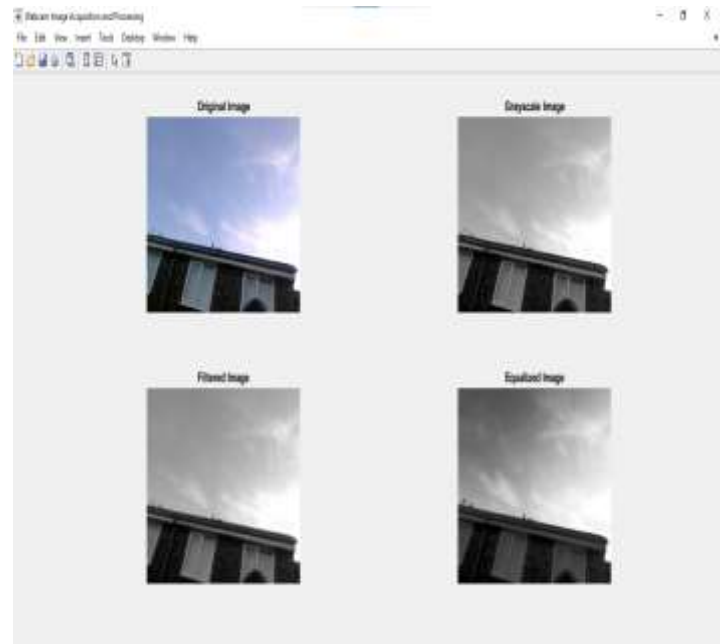 Webcam Image Acquisition and Processing
File Edit View Insert Tools Desktop Window Help
Original Image
Grayscale Image
Filtered Image
Equalized Image